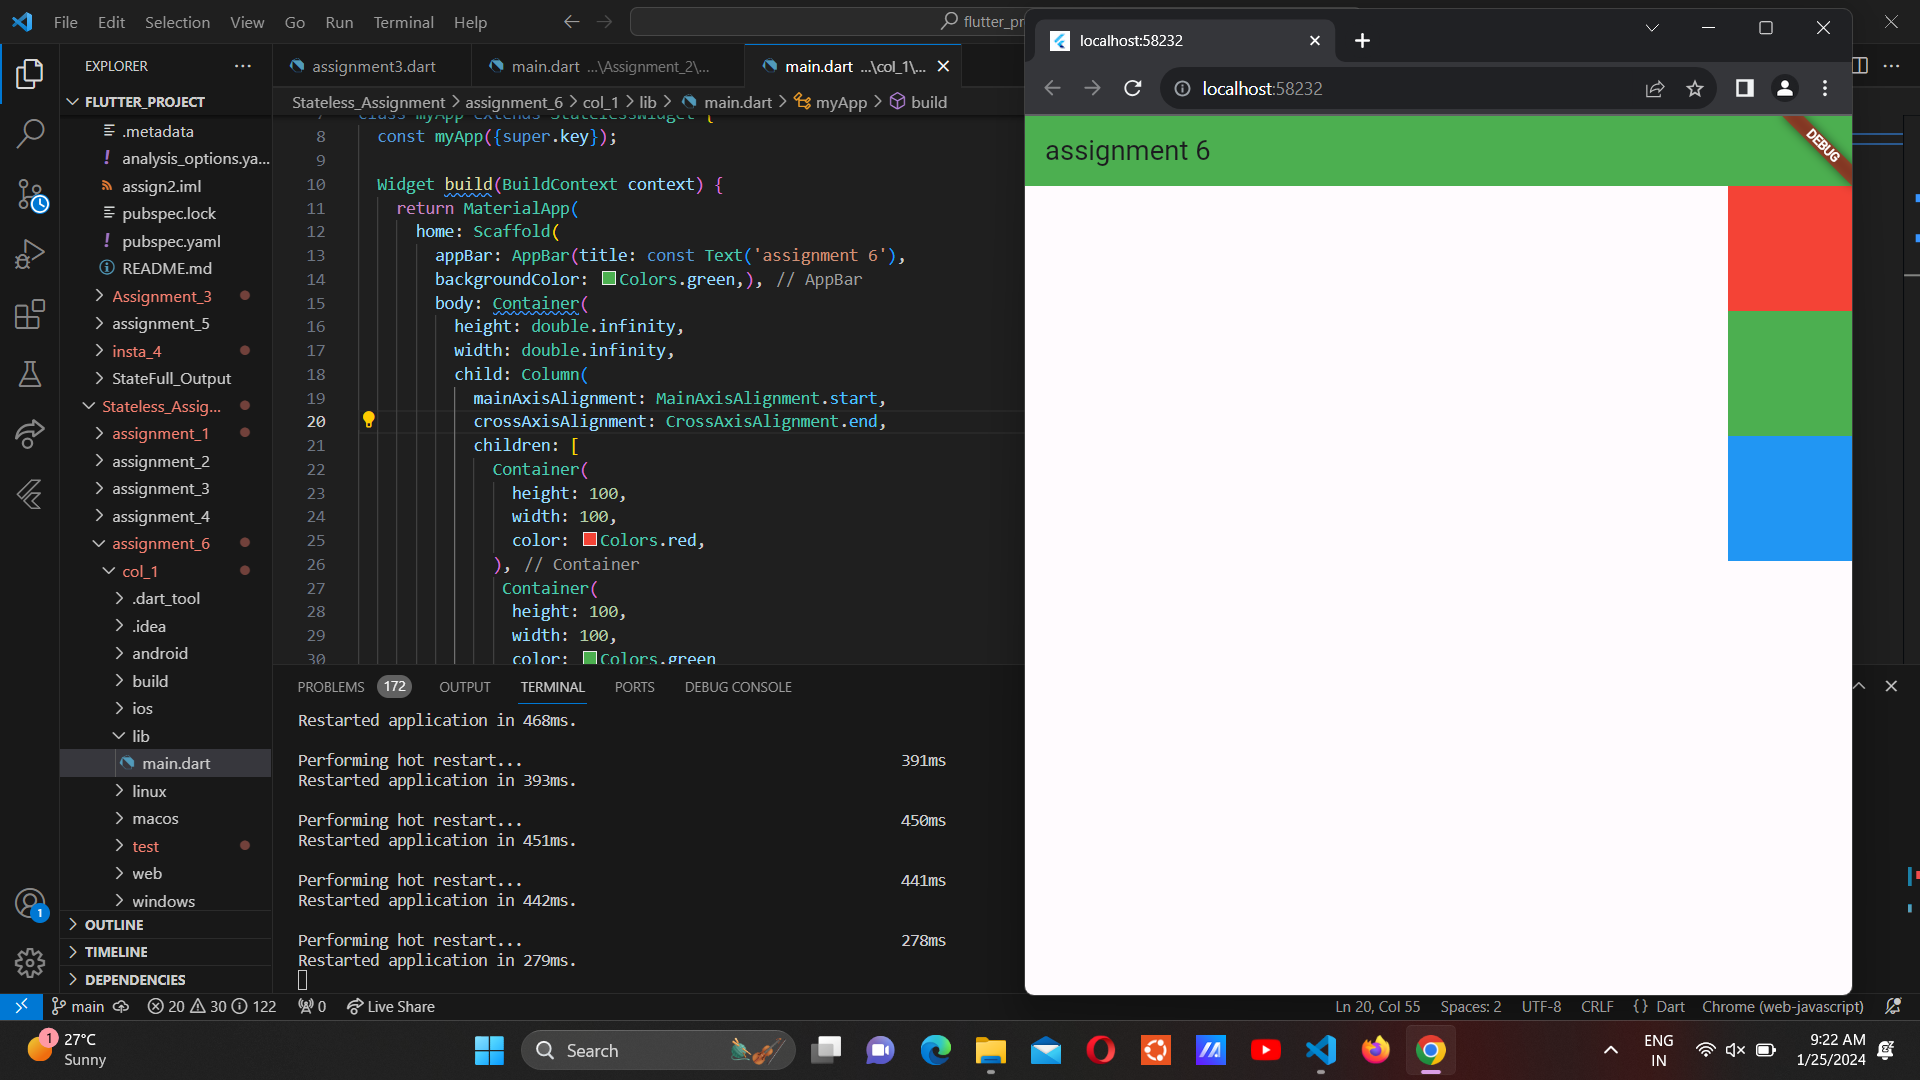 File Edit Selection View Go Run Terminal Help
flutter_pr
EXPLORER
FLUTTER_PROJECT
.metadata
analysis_options.ya...
assign2.iml
pubspec.lock
pubspec.yaml
README.md
Assignment_3
assignment_5
insta_4
StateFull_Output
Stateless_Assig...
assignment_1
assignment_2
assignment_3
assignment_4
assignment_6
col_1
.dart_tool
.idea
android
build
ios
lib
main.dart
linux
macos
test
web
windows
OUTLINE
TIMELINE
DEPENDENCIES
assignment3.dart main.dart ...\Assignment_2\... main.dart ...\col_1\...
Stateless_Assignment > assignment_6 > col_1 > lib > main.dart > myApp > build
7 class myApp extends StatelessWidget {
8 const myApp({super.key});
9
10 Widget build(BuildContext context) {
11 return MaterialApp(
12 home: Scaffold(
13 appBar: AppBar(title: const Text('assignment 6'),
14 backgroundColor: Colors.green,), // AppBar
15 body: Container(
16 height: double.infinity,
17 width: double.infinity,
18 child: Column(
19 mainAxisAlignment: MainAxisAlignment.start,
20 crossAxisAlignment: CrossAxisAlignment.end,
21 children: [
22 Container(
23 height: 100,
24 width: 100,
25 color: Colors.red,
26 ), // Container
27 Container(
28 height: 100,
29 width: 100,
30 color: Colors.green
PROBLEMS 172 OUTPUT TERMINAL PORTS DEBUG CONSOLE
Restarted application in 468ms.
Performing hot restart... 391ms
Restarted application in 393ms.
Performing hot restart... 450ms
Restarted application in 451ms.
Performing hot restart... 441ms
Restarted application in 442ms.
Performing hot restart... 278ms
Restarted application in 279ms.
localhost:58232
localhost:58232
assignment 6
DEBUG
main 20 30 122 0 Live Share
Ln 20, Col 55 Spaces: 2 UTF-8 CRLF {} Dart Chrome (web-javascript)
1
1
27°C
Sunny
Search
ENG
IN
9:22 AM
1/25/2024